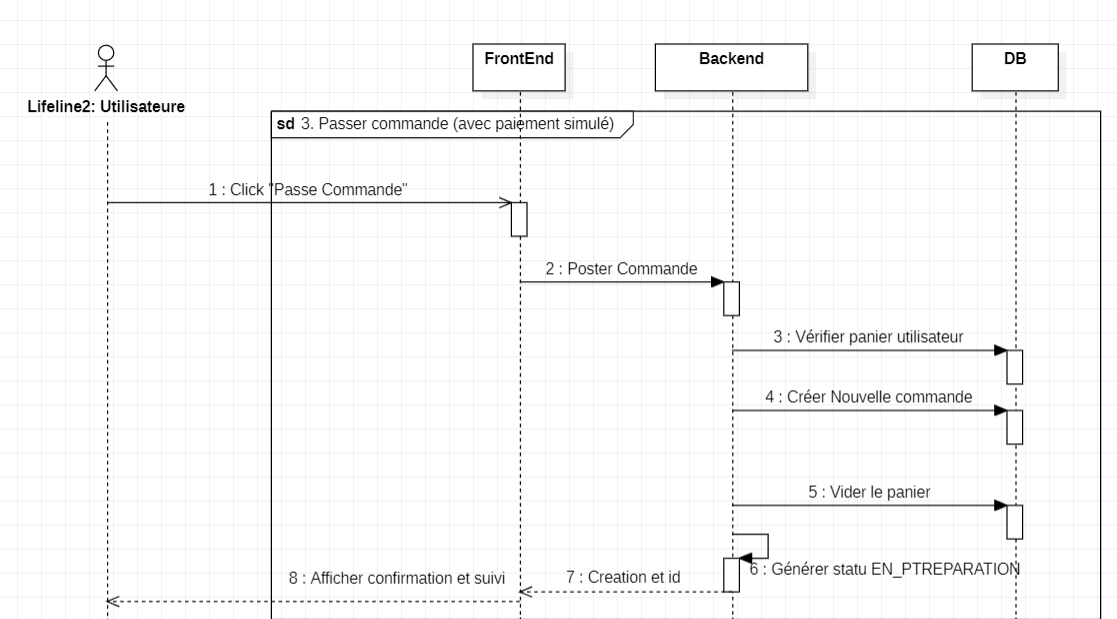 FrontEnd
Backend
DB
Lifeline2: Utilisateure
sd 3. Passer commande (avec paiement simulé)
1 : Click "Passe Commande"
2 : Poster Commande
3 : Vérifier panier utilisateur
4 : Créer Nouvelle commande
5 : Vider le panier
6 : Générer statu EN_PTREPARATION
7 : Creation et id
8 : Afficher confirmation et suivi